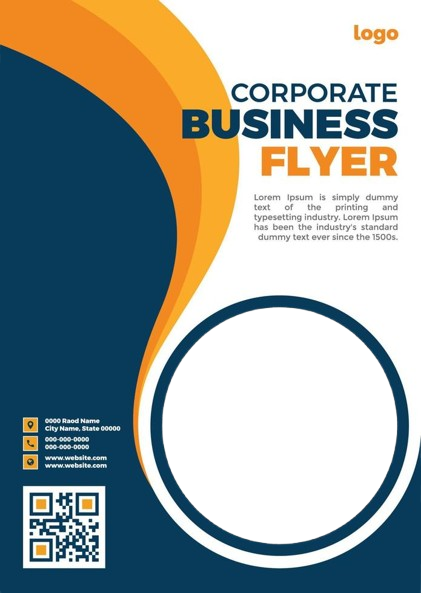 logo
CORPORATE
BUSINESS
FLYER
Lorem Ipsum is simply dummy
text of the printing and
typesetting industry. Lorem Ipsum
has been the industry's standard
dummy text ever since the 1500s.
0000 Raod Name
City Name, State 00000
000-000-0000
000-000-0000
www.website.com
www.website.com